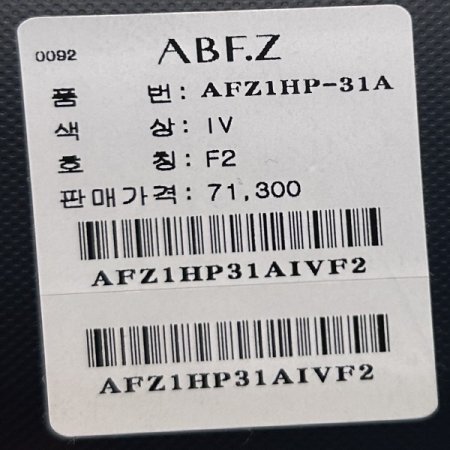 0092 ABF.Z
품 번: AFZ1HP-31A
색 상: IV
호 칭: F2
판매가격: 71,300
AFZ1HP31AIVF2
AFZ1HP31AIVF2